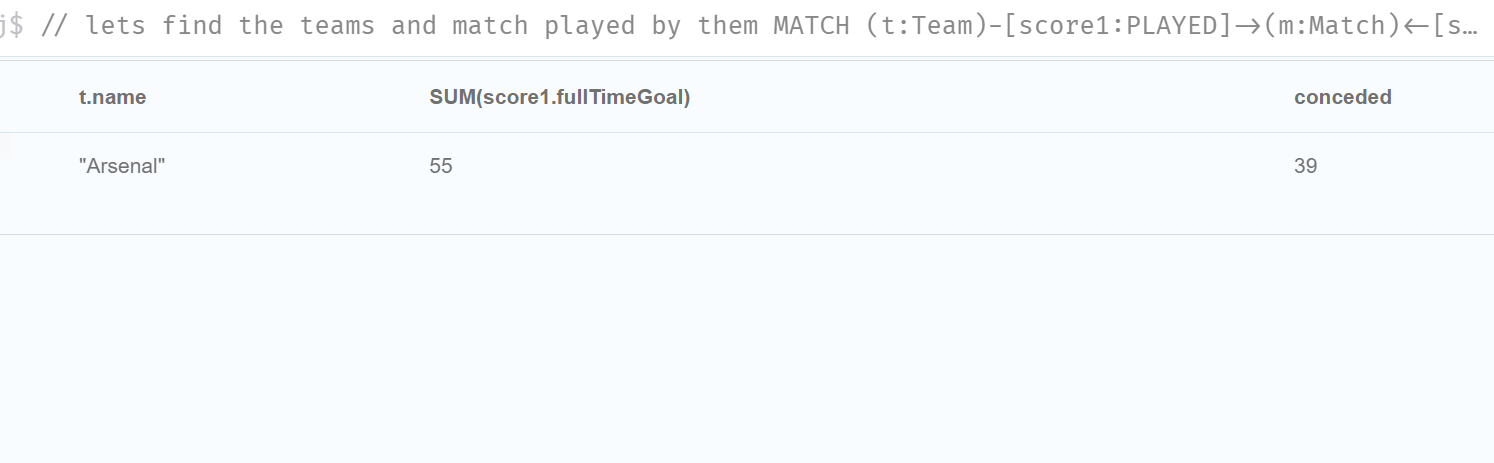 j$ // lets find the teams and match played by them MATCH (t:Team)-[score1:PLAYED]→(m:Match)←[s…
t.name SUM(score1.fullTimeGoal) conceded
"Arsenal" 55 39